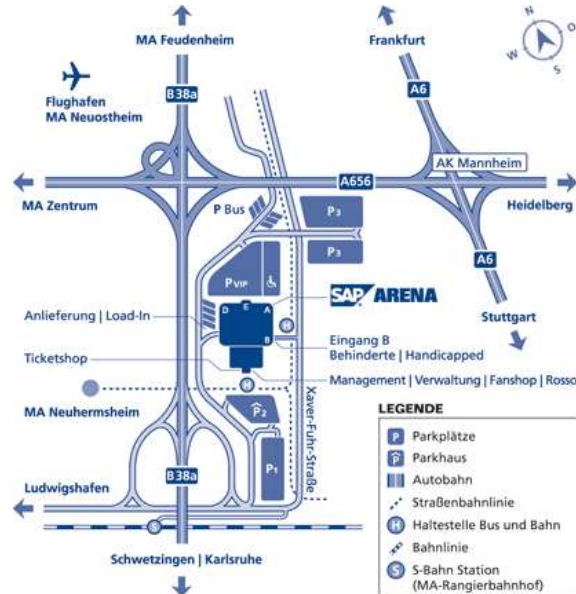 MA Feudenheim
Frankfurt
N
O
W
S
Flughafen
MA Neuostheim
B38a
A6
AK Mannheim
A656
MA Zentrum
Heidelberg
P Bus
P3
P3
A6
P VIP
SAP ARENA
D
E
A
B
H
Stuttgart
Anlieferung | Load-In
Eingang B
Behinderte | Handicapped
Ticketshop
Management | Verwaltung | Fanshop | Rosso
H
MA Neuhermsheim
Xaver-Fuhr-Straße
P2
P1
B38a
Ludwigshafen
S
Schwetzingen | Karlsruhe
LEGENDE
P Parkplätze
P Parkhaus
Autobahn
Straßenbahnlinie
H Haltestelle Bus und Bahn
Bahnlinie
S S-Bahn Station
(MA-Rangierbahnhof)